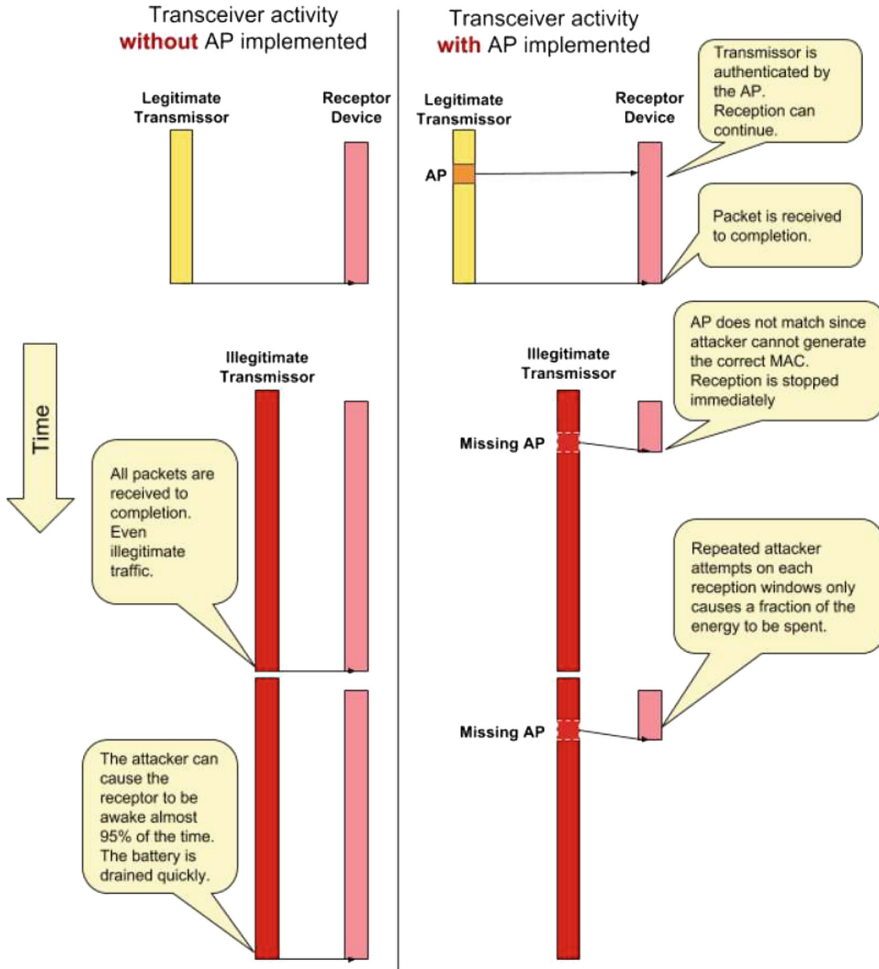 Transceiver activity
without AP implemented
Legitimate
Transmissor
Receptor
Device
Illegitimate
Transmissor
Time
All packets are
received to
completion.
Even
illegitimate
traffic.
The attacker can
cause the
receptor to be
awake almost
95% of the time.
The battery is
drained quickly.
Transceiver activity
with AP implemented
Legitimate
Transmissor
Receptor
Device
AP
Transmissor is
authenticated by
the AP.
Reception can
continue.
Packet is received
to completion.
Illegitimate
Transmissor
Missing AP
AP does not match since
attacker cannot generate
the correct MAC.
Reception is stopped
immediately
Repeated attacker
attempts on each
reception windows only
causes a fraction of the
energy to be spent.
Missing AP